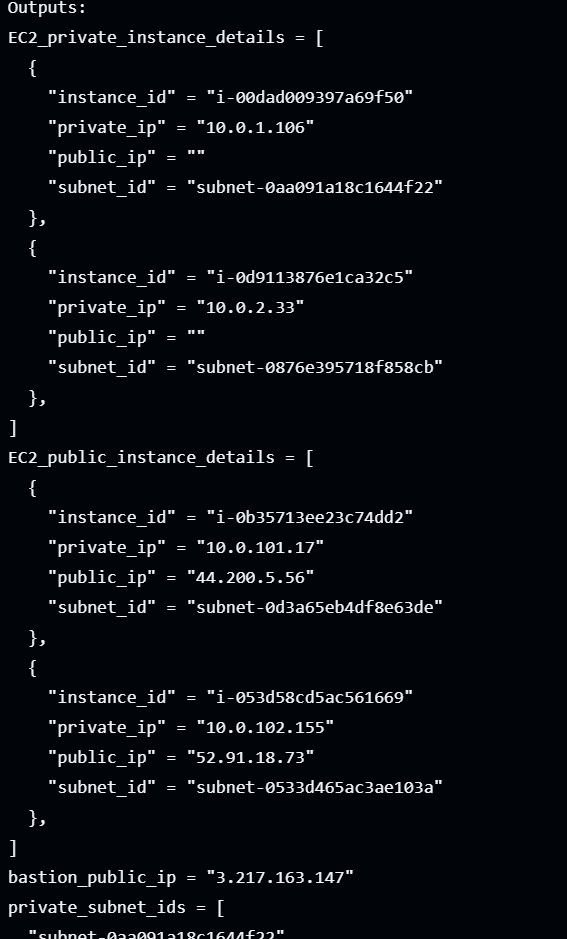 Outputs:
EC2_private_instance_details = [
  {
    "instance_id" = "i-00dad009397a69f50"
    "private_ip" = "10.0.1.106"
    "public_ip" = ""
    "subnet_id" = "subnet-0aa091a18c1644f22"
  },
  {
    "instance_id" = "i-0d9113876e1ca32c5"
    "private_ip" = "10.0.2.33"
    "public_ip" = ""
    "subnet_id" = "subnet-0876e395718f858cb"
  },
]
EC2_public_instance_details = [
  {
    "instance_id" = "i-0b35713ee23c74dd2"
    "private_ip" = "10.0.101.17"
    "public_ip" = "44.200.5.56"
    "subnet_id" = "subnet-0d3a65eb4df8e63de"
  },
  {
    "instance_id" = "i-053d58cd5ac561669"
    "private_ip" = "10.0.102.155"
    "public_ip" = "52.91.18.73"
    "subnet_id" = "subnet-0533d465ac3ae103a"
  },
]
bastion_public_ip = "3.217.163.147"
private_subnet_ids = [
  "subnet-0aa091a18c1644f22"